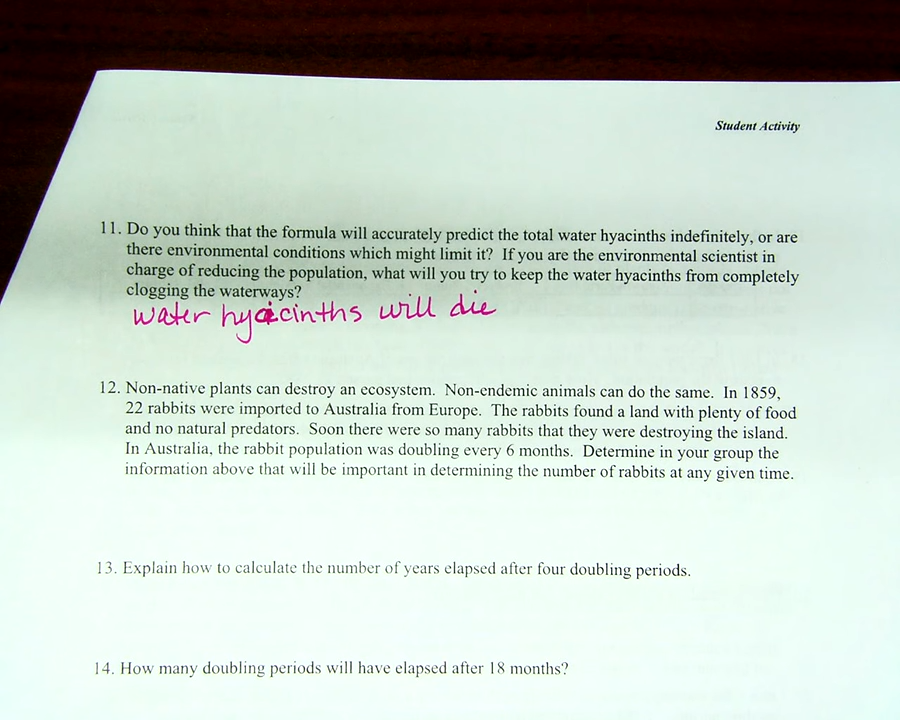 Student Activity
11. Do you think that the formula will accurately predict the total water hyacinths indefinitely, or are
there environmental conditions which might limit it? If you are the environmental scientist in
charge of reducing the population, what will you try to keep the water hyacinths from completely
clogging the waterways?
water hyacinths will die
12. Non-native plants can destroy an ecosystem. Non-endemic animals can do the same. In 1859,
22 rabbits were imported to Australia from Europe. The rabbits found a land with plenty of food
and no natural predators. Soon there were so many rabbits that they were destroying the island.
In Australia, the rabbit population was doubling every 6 months. Determine in your group the
information above that will be important in determining the number of rabbits at any given time.
13. Explain how to calculate the number of years elapsed after four doubling periods.
14. How many doubling periods will have elapsed after 18 months?